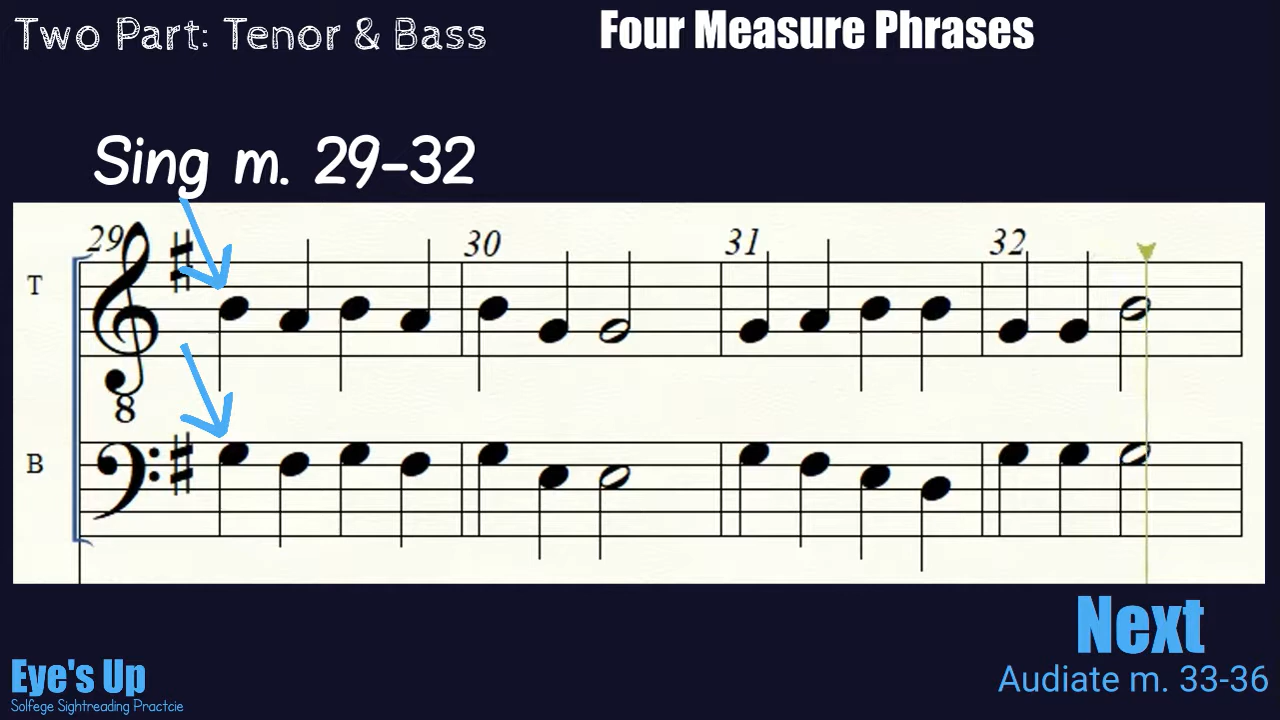 Two Part: Tenor & Bass
Four Measure Phrases
Sing m. 29-32
29 30 31 32
T
8
B
Next
Audiate m. 33-36
Eye's Up
Solfege Sightreading Practcie